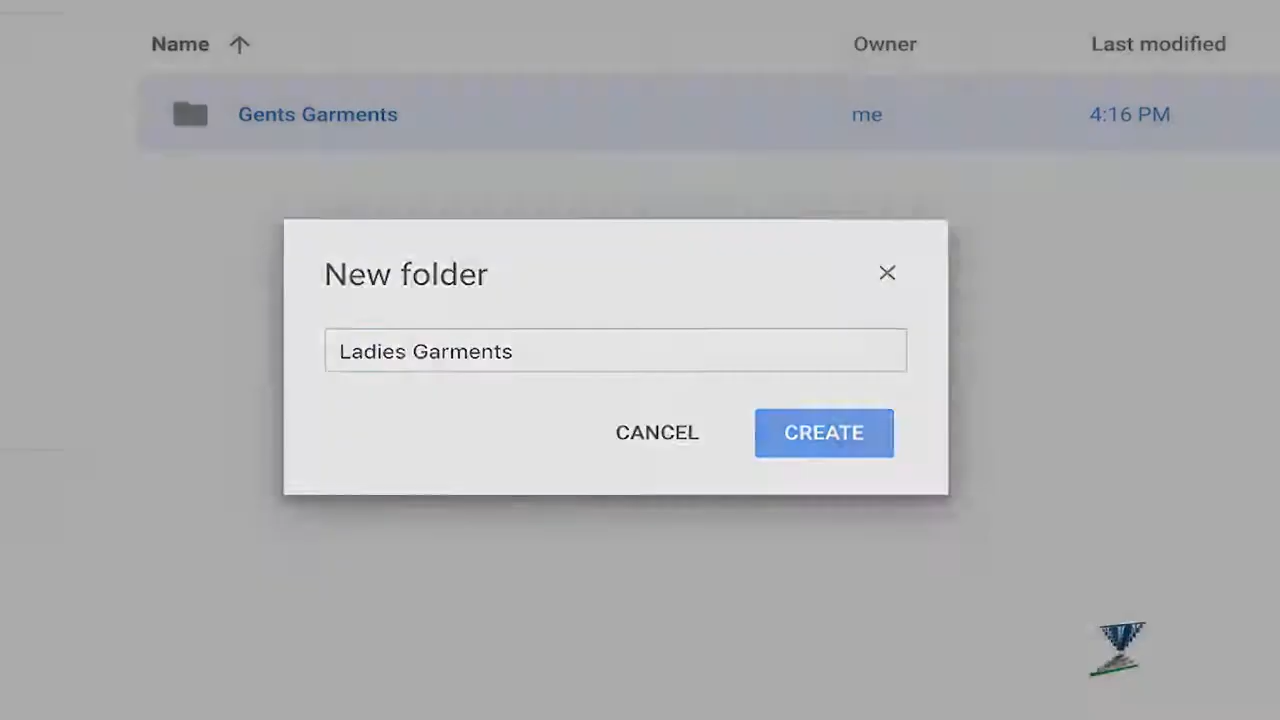 Name Owner Last modified
Gents Garments me 4:16 PM
New folder
Ladies Garments
CANCEL CREATE